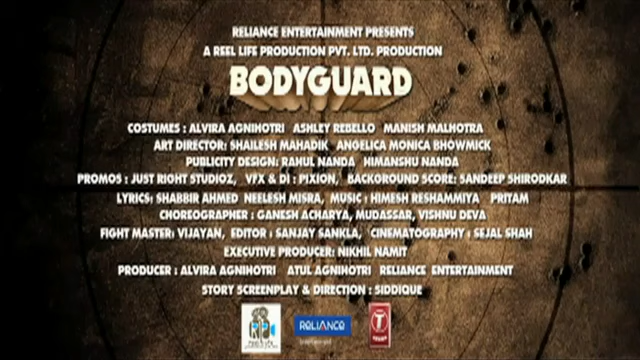 RELIANCE ENTERTAINMENT PRESENTS
A REEL LIFE PRODUCTION PVT. LTD. PRODUCTION
BODYGUARD
COSTUMES : ALVIRA AGNIHOTRI ASHLEY REBELLO MANISH MALHOTRA
ART DIRECTOR: SHAILESH MAHADIK ANGELICA MONICA BHOWMICK
PUBLICITY DESIGN: RAHUL NANDA HIMANSHU NANDA
PROMOS : JUST RIGHT STUDIOZ, VFX & DI : PIXION, BACKGROUND SCORE: SANDEEP SHIRODKAR
LYRICS: SHABBIR AHMED NEELESH MISRA, MUSIC : HIMESH RESHAMMIYA PRITAM
CHOREOGRAPHER : GANESH ACHARYA, MUDASSAR, VISHNU DEVA
FIGHT MASTER: VIJAYAN, EDITOR : SANJAY SANKLA, CINEMATOGRAPHY : SEJAL SHAH
EXECUTIVE PRODUCER: NIKHIL NAMIT
PRODUCER : ALVIRA AGNIHOTRI ATUL AGNIHOTRI RELIANCE ENTERTAINMENT
STORY SCREENPLAY & DIRECTION : SIDDIQUE
RELIANCE
T